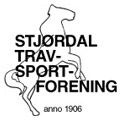 STJØRDAL
TRAV-
SPORT-
FORENING
anno 1906